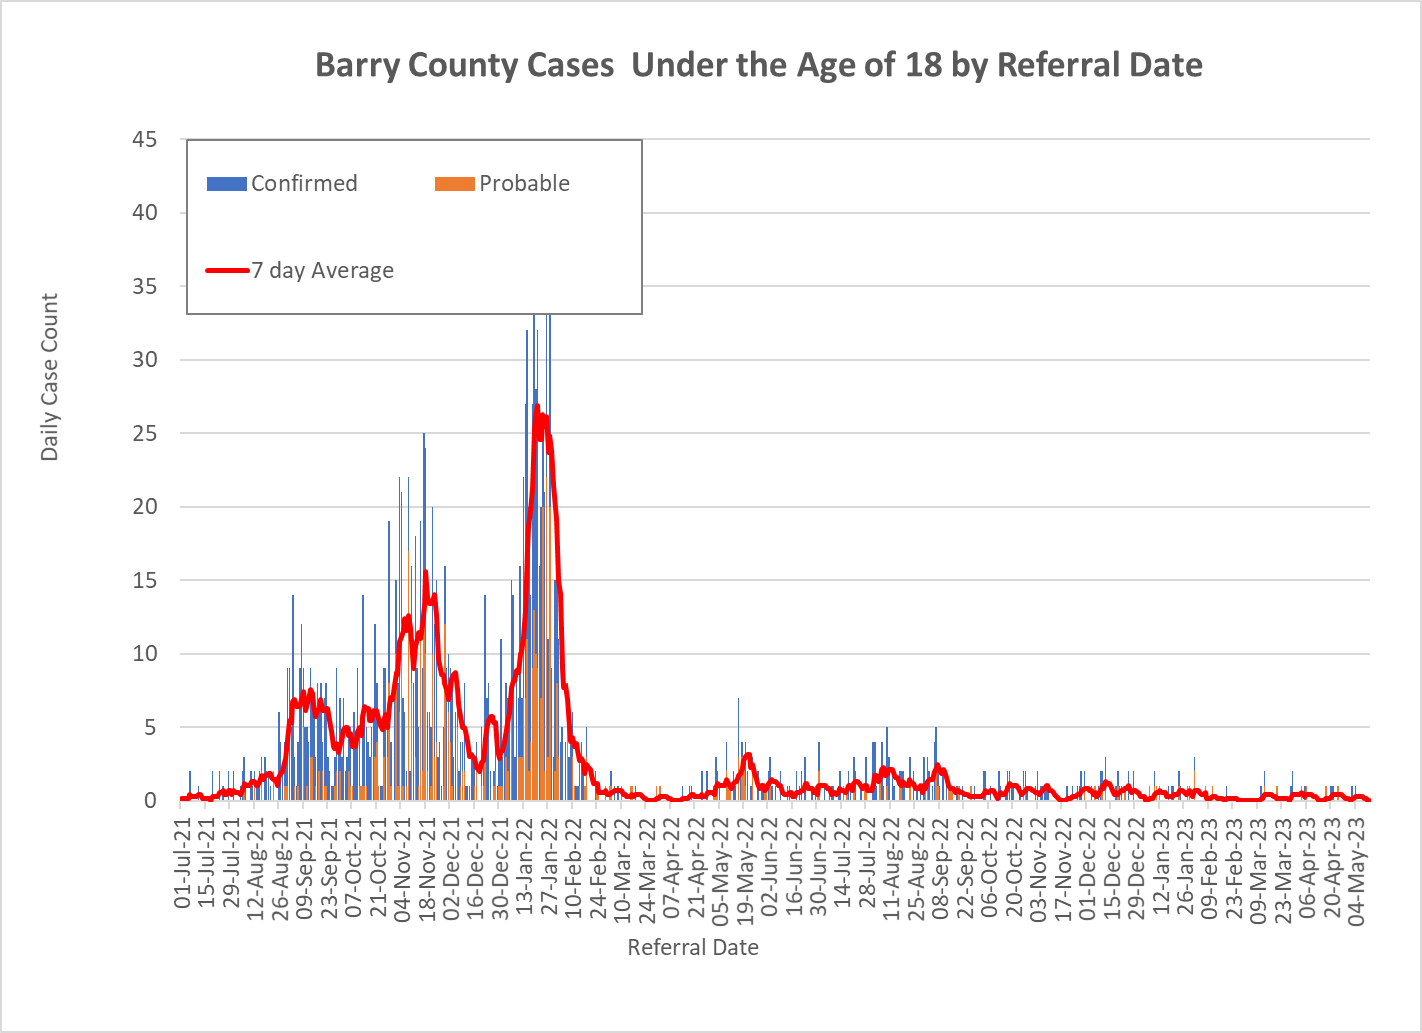 Barry County Cases  Under the Age of 18 by Referral Date
45
40
35
30
25
20
15
10
5
0
Daily Case Count
Confirmed
Probable
7 day Average
01-Jul-21
15-Jul-21
29-Jul-21
12-Aug-21
26-Aug-21
09-Sep-21
23-Sep-21
07-Oct-21
21-Oct-21
04-Nov-21
18-Nov-21
02-Dec-21
16-Dec-21
30-Dec-21
13-Jan-22
27-Jan-22
10-Feb-22
24-Feb-22
10-Mar-22
24-Mar-22
07-Apr-22
21-Apr-22
05-May-22
19-May-22
02-Jun-22
16-Jun-22
30-Jun-22
14-Jul-22
28-Jul-22
11-Aug-22
25-Aug-22
08-Sep-22
22-Sep-22
06-Oct-22
20-Oct-22
03-Nov-22
17-Nov-22
01-Dec-22
15-Dec-22
29-Dec-22
12-Jan-23
26-Jan-23
09-Feb-23
23-Feb-23
09-Mar-23
23-Mar-23
06-Apr-23
20-Apr-23
04-May-23
Referral Date